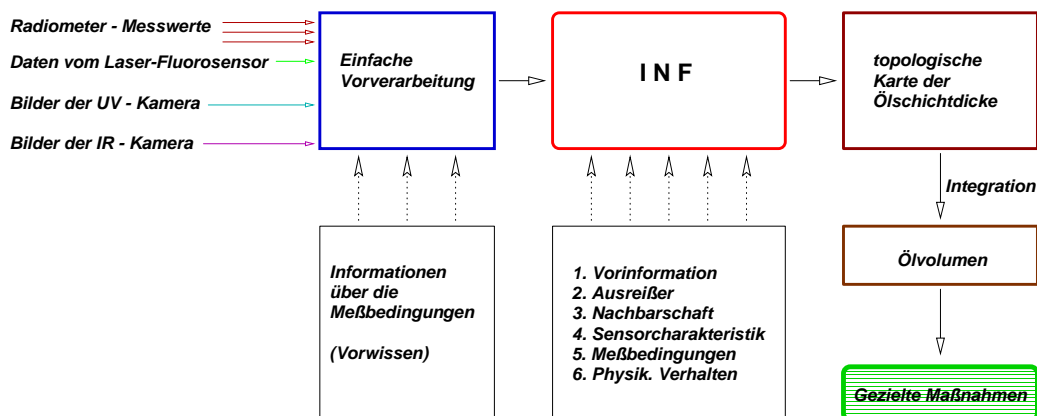 Radiometer - Messwerte
Daten vom Laser-Fluorosensor
Bilder der UV - Kamera
Bilder der IR - Kamera
Einfache
Vorverarbeitung
I N F
topologische
Karte der
Ölschichtdicke
Integration
Informationen
über die
Meßbedingungen
(Vorwissen)
1. Vorinformation
2. Ausreißer
3. Nachbarschaft
4. Sensorcharakteristik
5. Meßbedingungen
6. Physik. Verhalten
Ölvolumen
Gezielte Maßnahmen